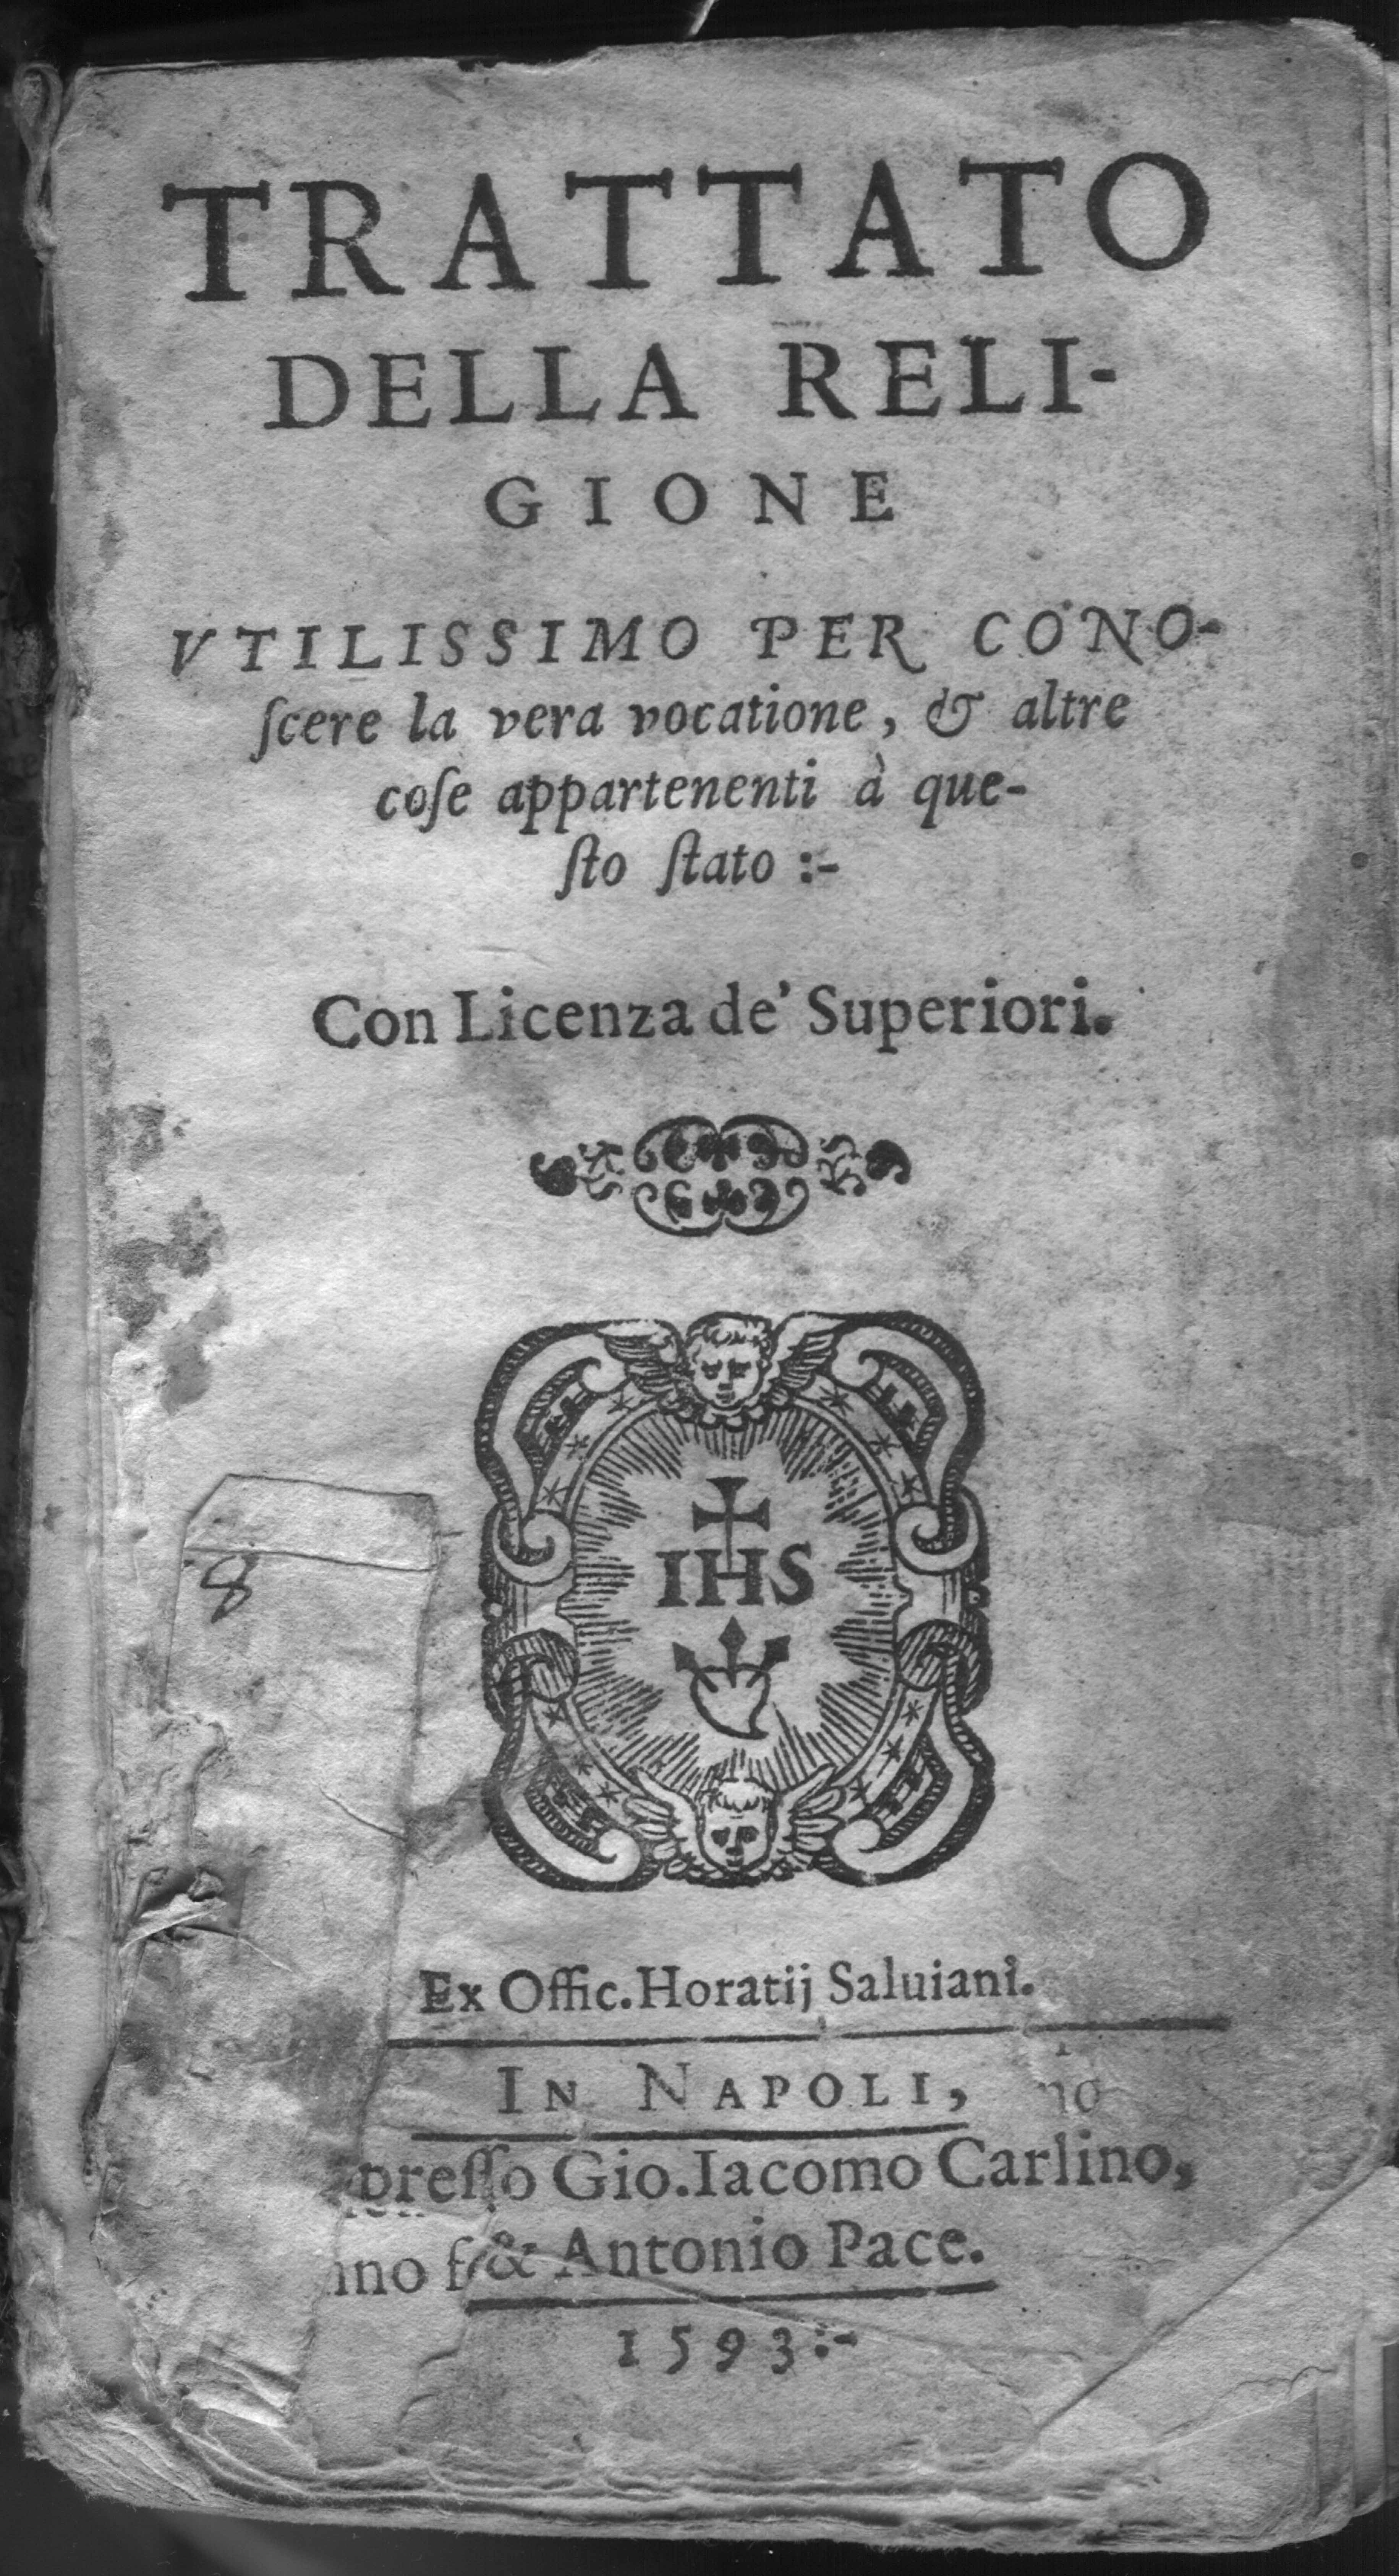 TRATTATO
DELLA RELI-
GIONE
VTILISSIMO PER CONO-
ſcere la vera vocatione, & altre
coſe appartenenti à que-
ſto ſtato :-
Con Licenza de' Superiori.
IHS
8
Ex Offic. Horatij Saluiani.
IN NAPOLI,
preſſo Gio. Iacomo Carlino,
& Antonio Pace.
1593:-